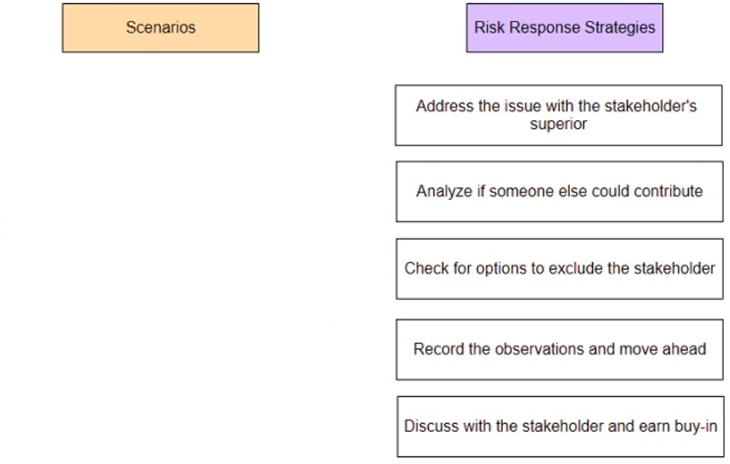 Scenarios
Risk Response Strategies
Address the issue with the stakeholder's
superior
Analyze if someone else could contribute
Check for options to exclude the stakeholder
Record the observations and move ahead
Discuss with the stakeholder and earn buy-in